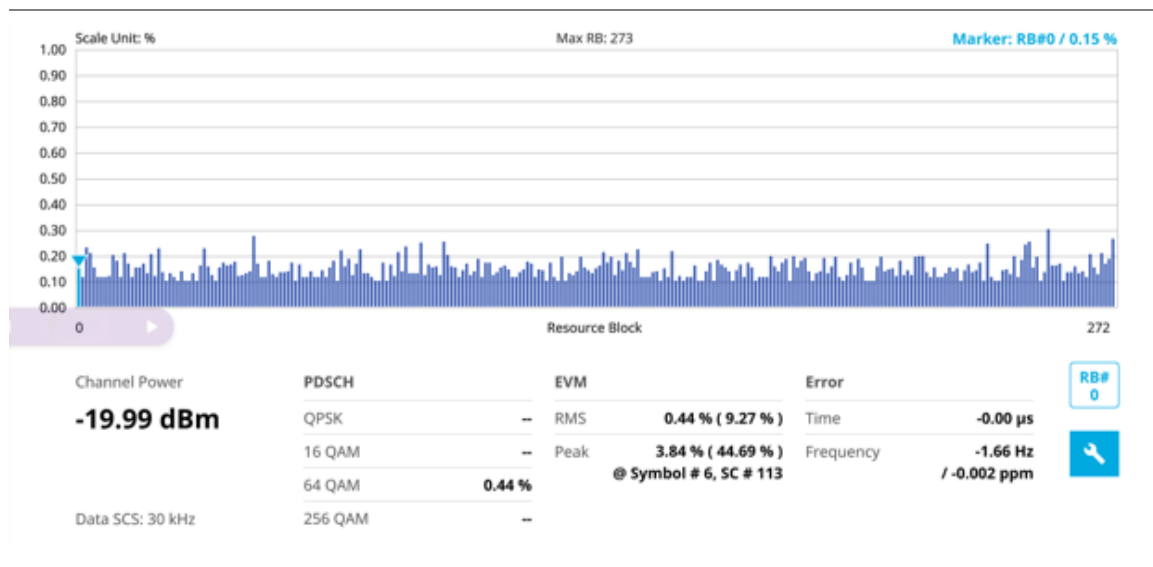 Scale Unit: % Max RB: 273 Marker: RB#0 / 0.15 %
1.00
0.90
0.80
0.70
0.60
0.50
0.40
0.30
0.20
0.10
0.00
0 Resource Block 272
Channel Power PDSCH EVM Error RB#
0
-19.99 dBm QPSK -- RMS 0.44 % ( 9.27 % ) Time -0.00 µs
16 QAM -- Peak 3.84 % ( 44.69 % ) Frequency -1.66 Hz
@ Symbol # 6, SC # 113 / -0.002 ppm
64 QAM 0.44 %
Data SCS: 30 kHz 256 QAM --